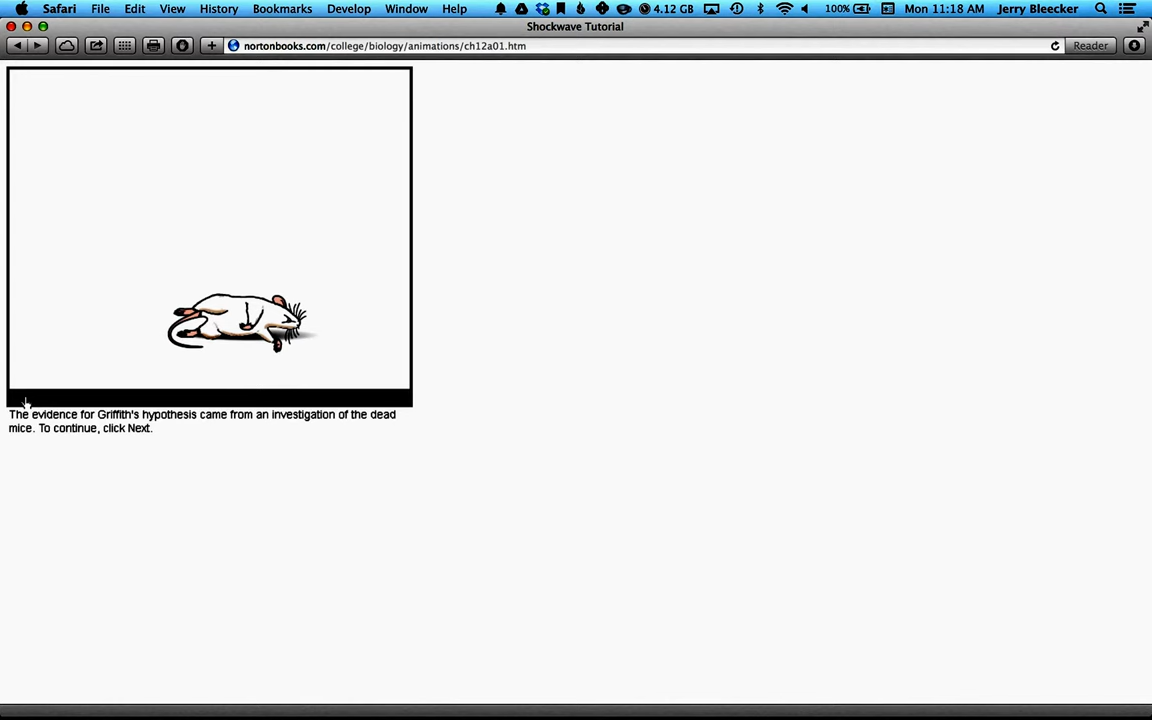 Safari File Edit View History Bookmarks Develop Window Help 4.12 GB 100% Mon 11:18 AM Jerry Bleecker
Shockwave Tutorial
nortonbooks.com/college/biology/animations/ch12a01.htm Reader
The evidence for Griffith's hypothesis came from an investigation of the dead
mice. To continue, click Next.